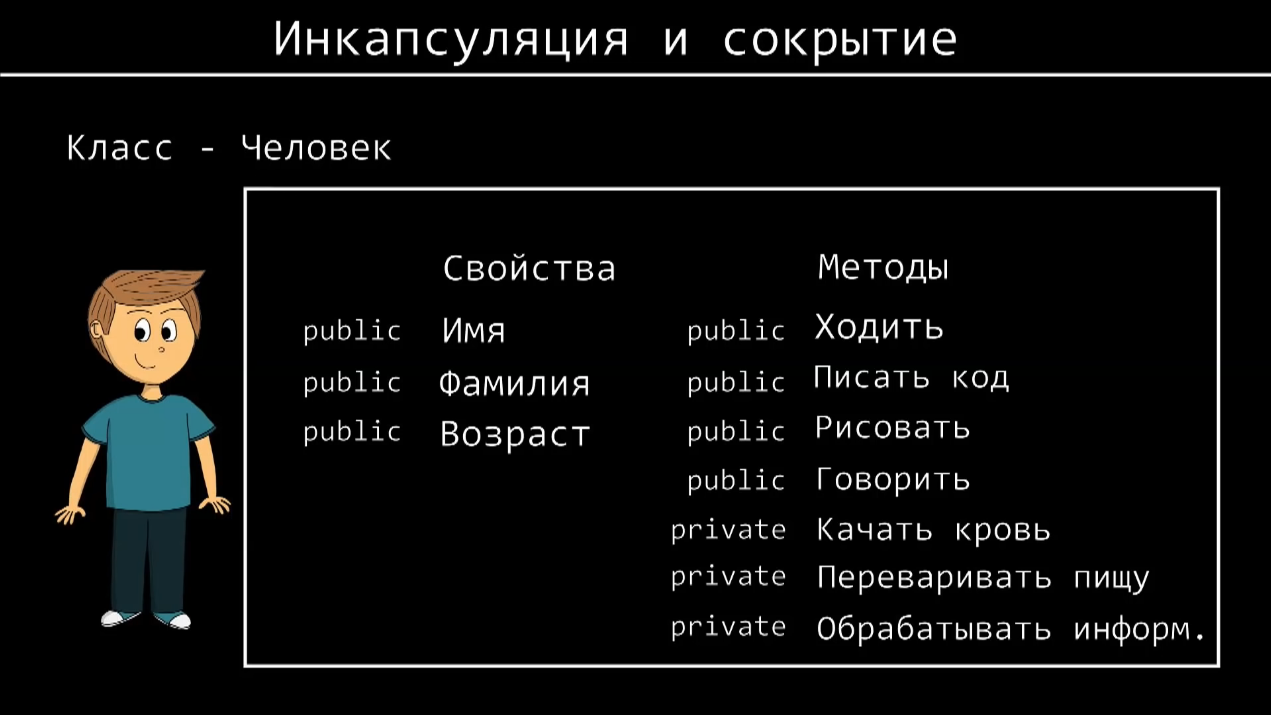 Инкапсуляция и сокрытие
Класс - Человек
Свойства
public Имя
public Фамилия
public Возраст
Методы
public Ходить
public Писать код
public Рисовать
public Говорить
private Качать кровь
private Переваривать пищу
private Обрабатывать информ.